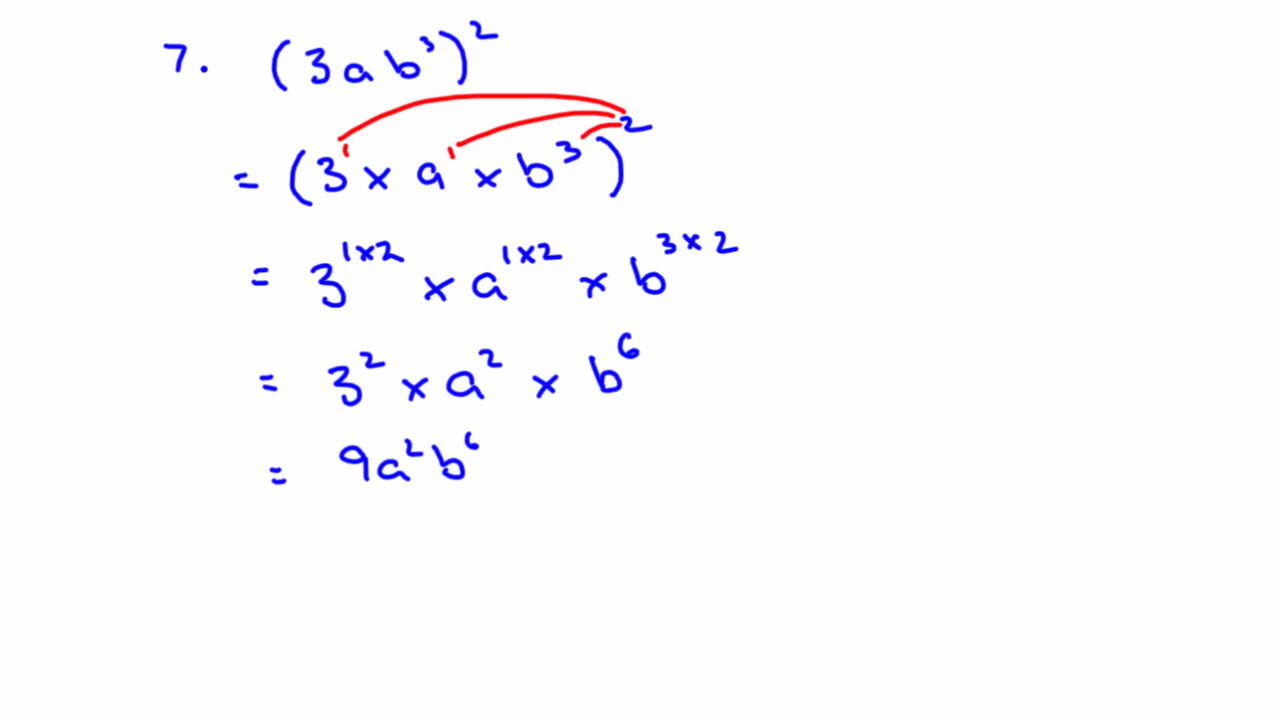 7. (3ab³)²
= (3¹ × a¹ × b³)²
= 3¹ˣ² × a¹ˣ² × b³ˣ²
= 3² × a² × b⁶
= 9a²b⁶